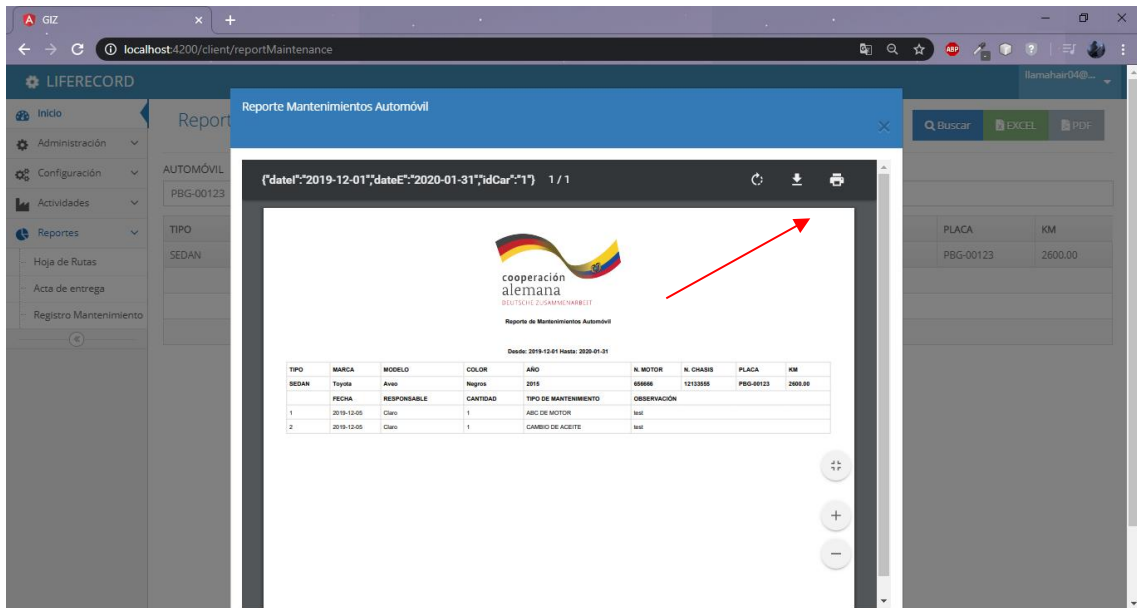 GIZ
localhost:4200/client/reportMaintenance
ABP
LIFERECORD
llamahair04@...
Inicio
Administración
Configuración
Actividades
Reportes
Hoja de Rutas
Acta de entrega
Registro Mantenimiento
Report
Buscar
EXCEL
PDF
AUTOMÓVIL
PBG-00123
TIPO PLACA KM
SEDAN PBG-00123 2600.00
Reporte Mantenimientos Automóvil
{"dateI":"2019-12-01","dateE":"2020-01-31","idCar":"1"} 1 / 1
cooperación
alemana
DEUTSCHE ZUSAMMENARBEIT
Reporte de Mantenimientos Automóvil
Desde: 2019-12-01 Hasta: 2020-01-31
TIPO MARCA MODELO COLOR AÑO N. MOTOR N. CHASIS PLACA KM
SEDAN Toyota Aveo Negros 2015 656666 12133555 PBG-00123 2600.00
FECHA RESPONSABLE CANTIDAD TIPO DE MANTENIMIENTO OBSERVACIÓN
1 2019-12-05 Claro 1 ABC DE MOTOR test
2 2019-12-05 Claro 1 CAMBIO DE ACEITE test